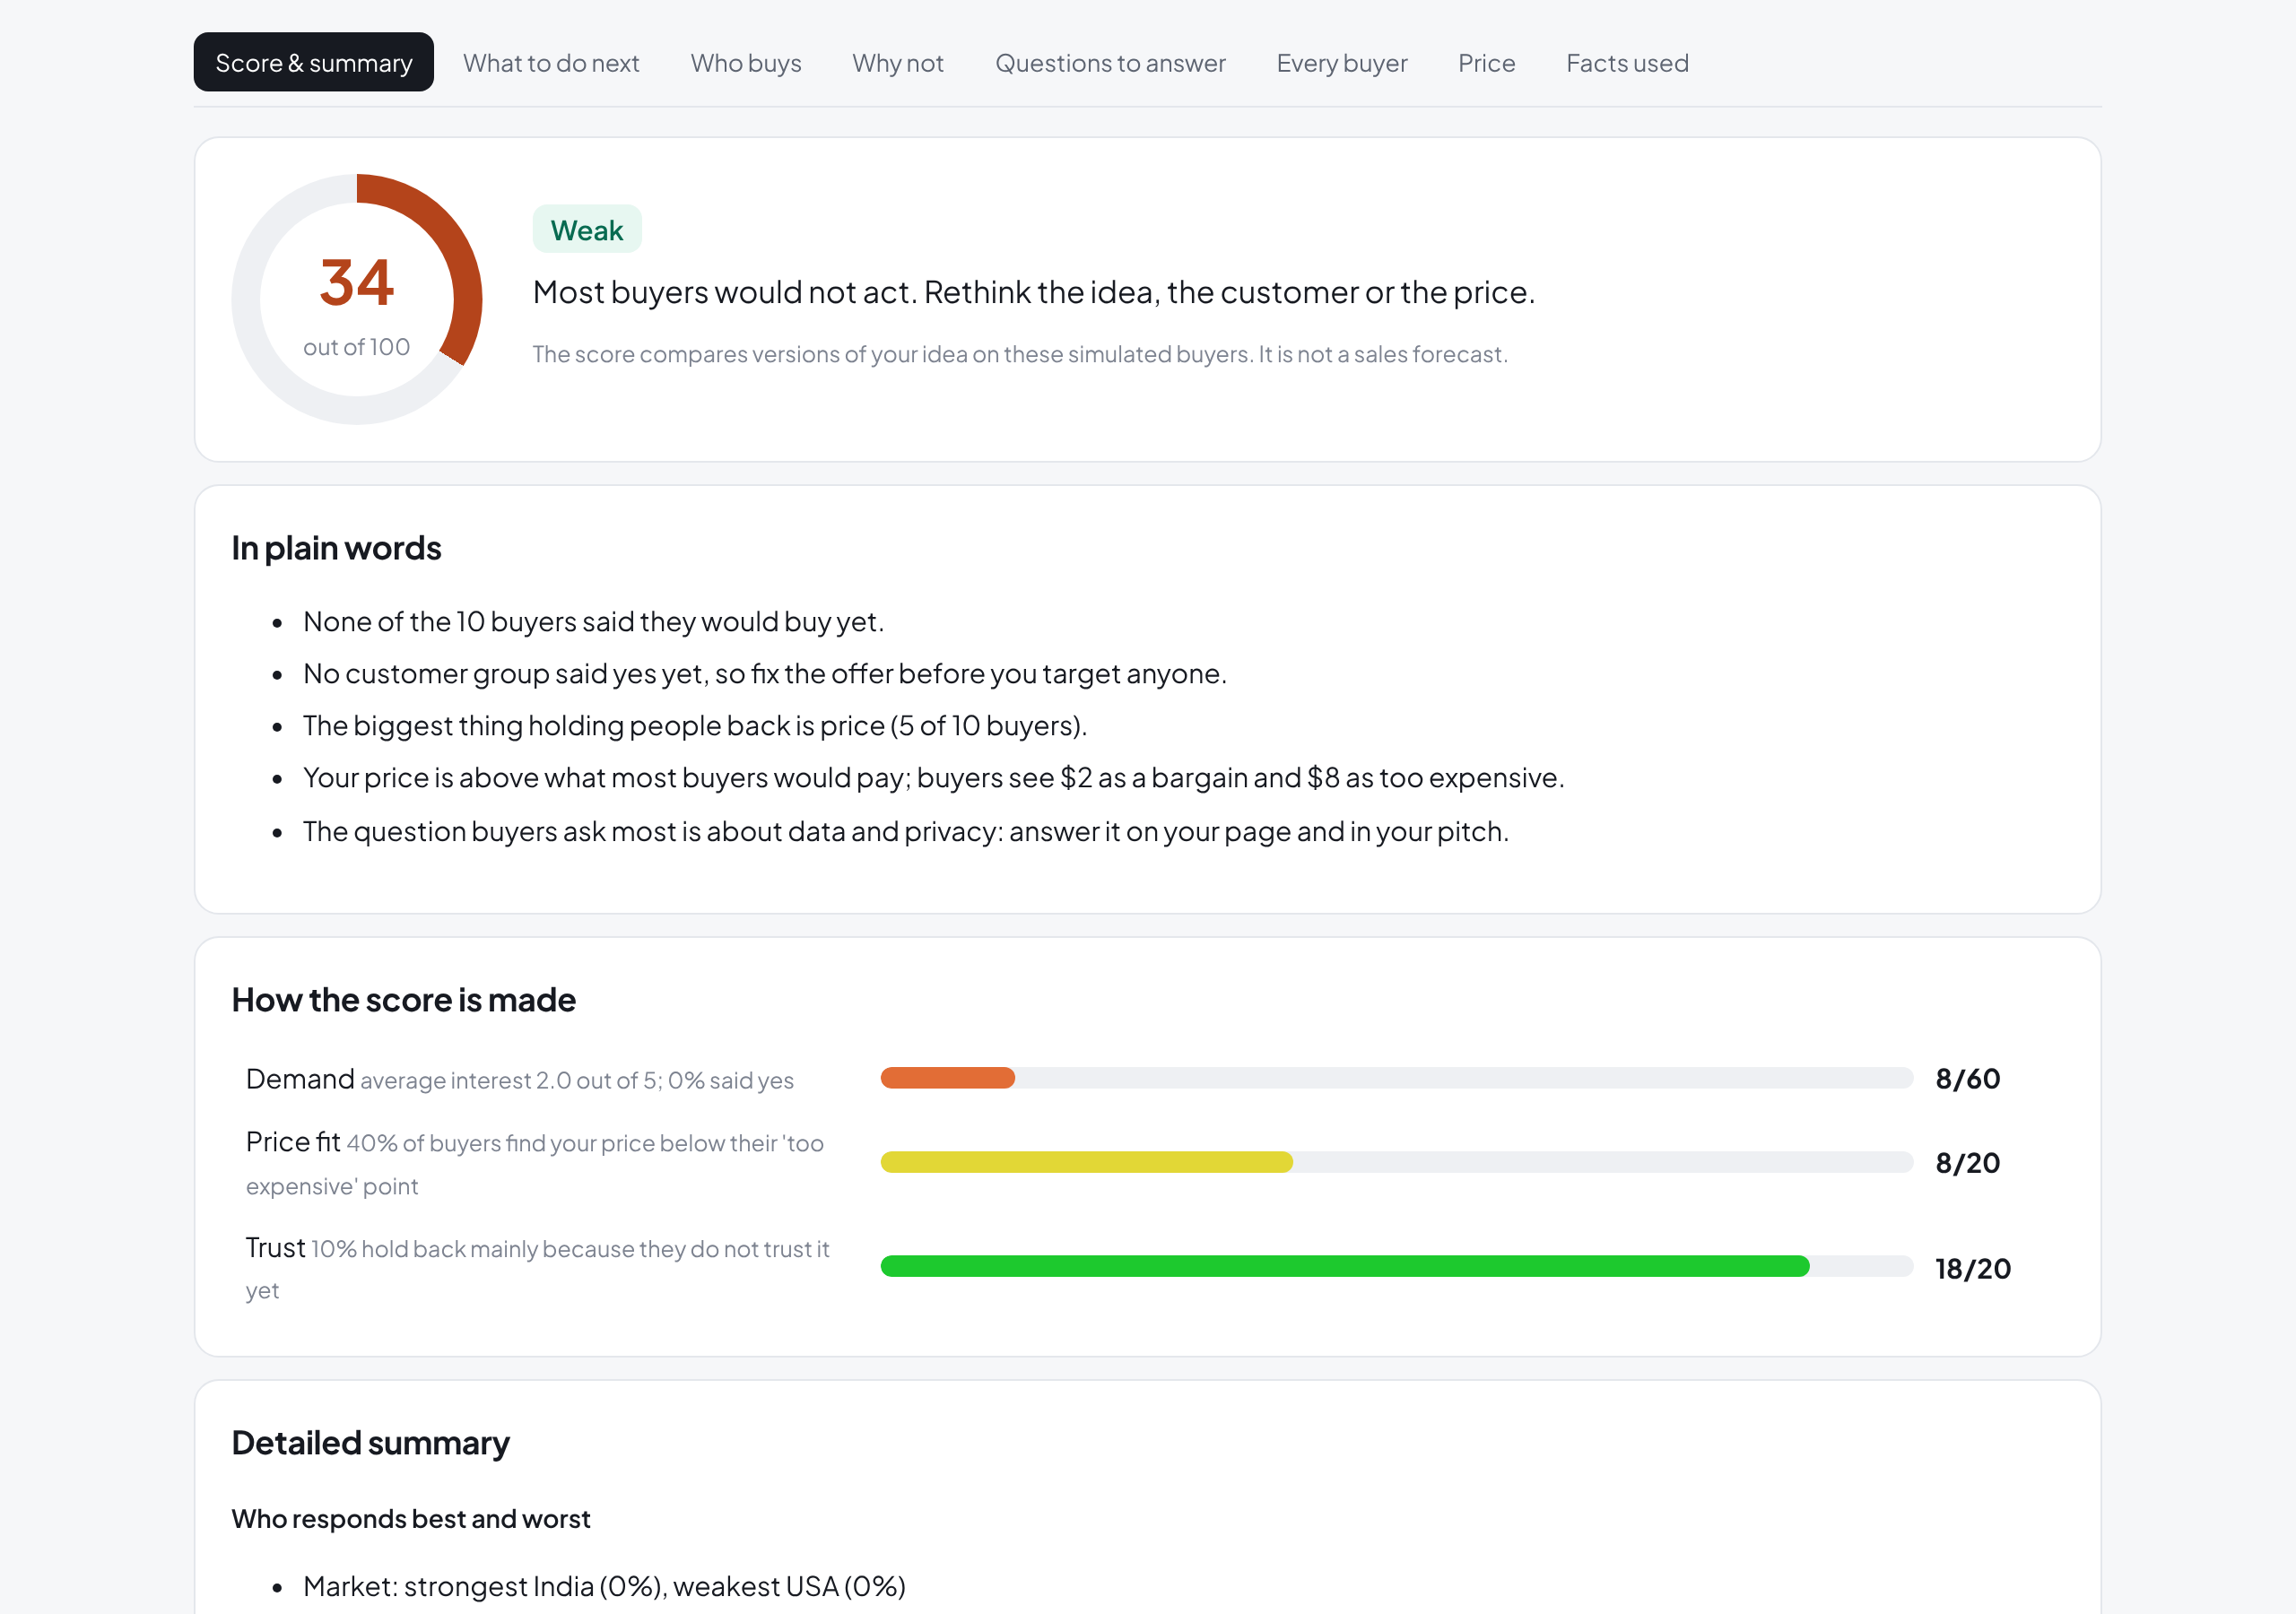 Score & summary What to do next Who buys Why not Questions to answer Every buyer Price Facts used
34
out of 100
Weak
Most buyers would not act. Rethink the idea, the customer or the price.
The score compares versions of your idea on these simulated buyers. It is not a sales forecast.
In plain words
• None of the 10 buyers said they would buy yet.
• No customer group said yes yet, so fix the offer before you target anyone.
• The biggest thing holding people back is price (5 of 10 buyers).
• Your price is above what most buyers would pay; buyers see $2 as a bargain and $8 as too expensive.
• The question buyers ask most is about data and privacy: answer it on your page and in your pitch.
How the score is made
Demand average interest 2.0 out of 5; 0% said yes 8/60
Price fit 40% of buyers find your price below their 'too
expensive' point 8/20
Trust 10% hold back mainly because they do not trust it
yet 18/20
Detailed summary
Who responds best and worst
• Market: strongest India (0%), weakest USA (0%)